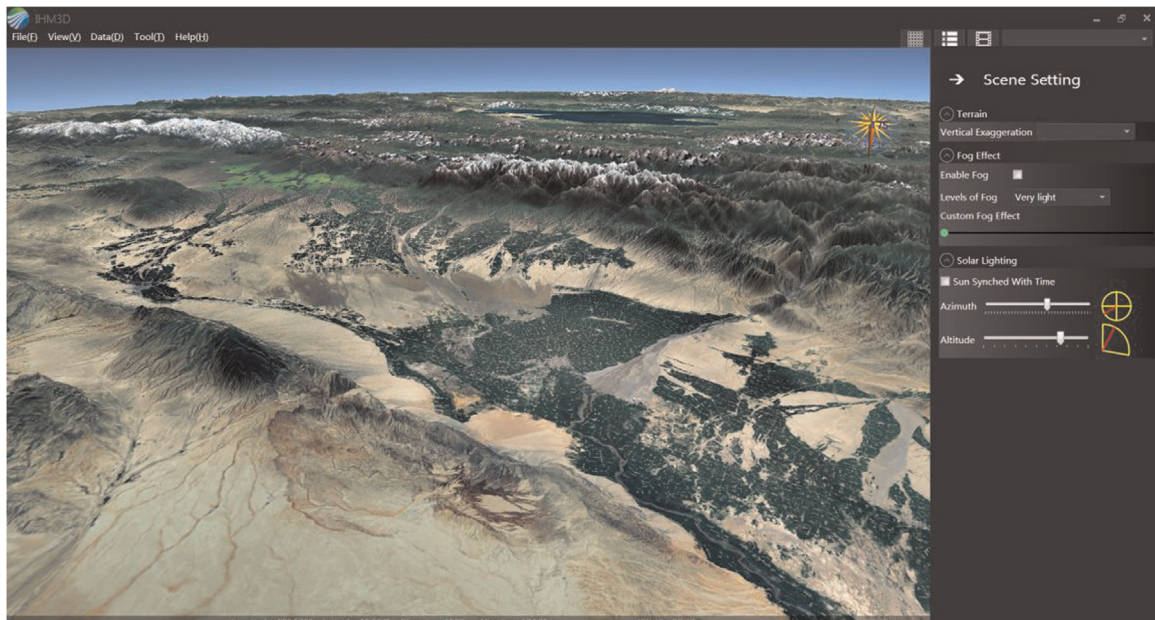 IHM3D
File(F) View(V) Data(D) Tool(T) Help(H)
Scene Setting
Terrain
Vertical Exaggeration
Fog Effect
Enable Fog
Levels of Fog Very light
Custom Fog Effect
Solar Lighting
Sun Synched With Time
Azimuth
Altitude